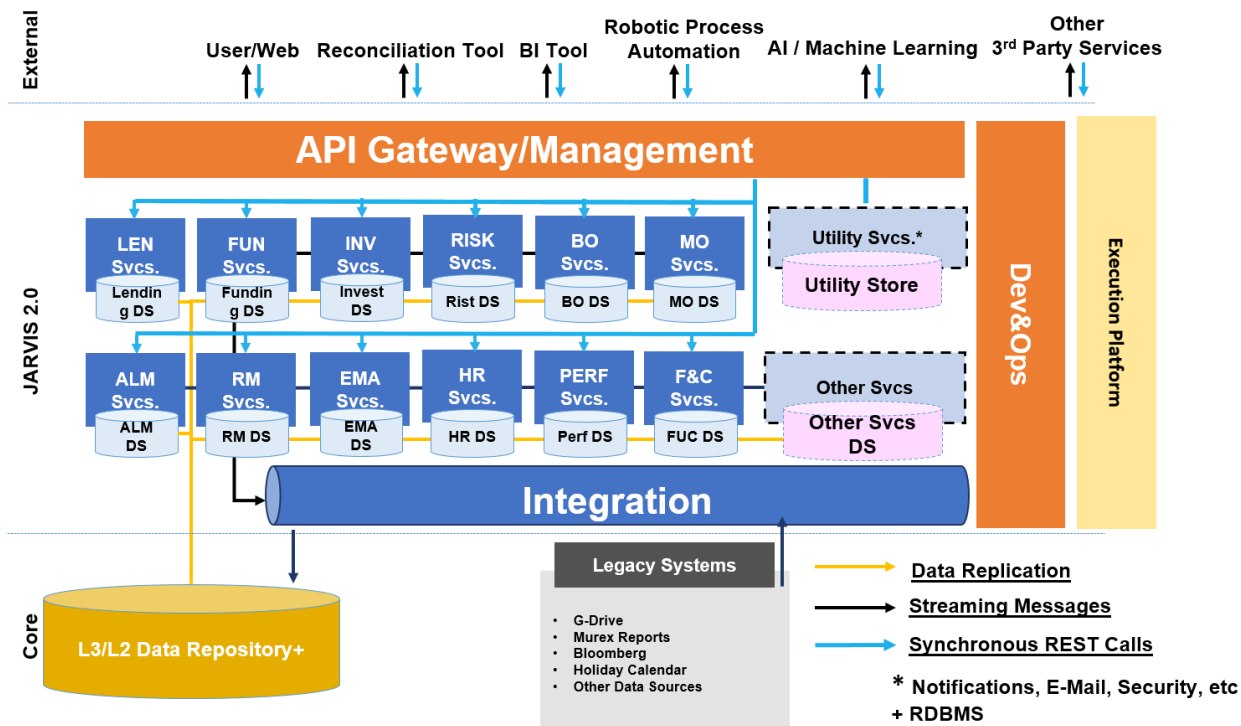 External
User/Web
Reconciliation Tool
BI Tool
Robotic Process
Automation
AI / Machine Learning
Other
3rd Party Services
JARVIS 2.0
API Gateway/Management
LEN
Svcs.
FUN
Svcs.
INV
Svcs.
RISK
Svcs.
BO
Svcs.
MO
Svcs.
Utility Svcs.*
Lendin
g DS
Fundin
g DS
Invest
DS
Rist DS
BO DS
MO DS
Utility Store
ALM
Svcs.
RM
Svcs.
EMA
Svcs.
HR
Svcs.
PERF
Svcs.
F&C
Svcs.
Other Svcs
ALM
DS
RM DS
EMA
DS
HR DS
Perf DS
FUC DS
Other Svcs
DS
Integration
Dev&Ops
Execution Platform
Core
L3/L2 Data Repository+
Legacy Systems
• G-Drive
• Murex Reports
• Bloomberg
• Holiday Calendar
• Other Data Sources
Data Replication
Streaming Messages
Synchronous REST Calls
* Notifications, E-Mail, Security, etc
+ RDBMS